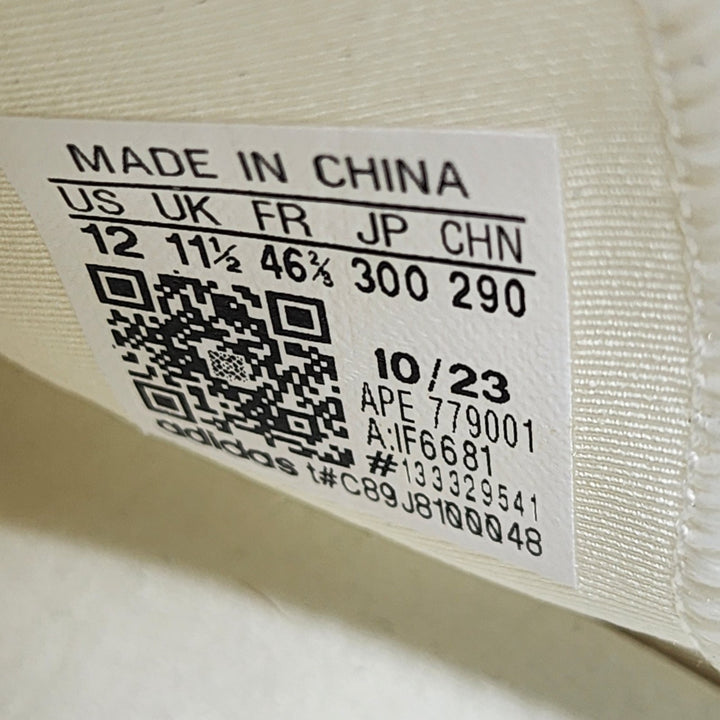 MADE IN CHINA
US UK FR JP CHN
12 11½ 46⅔ 300 290
10/23
APE 779001
A:IF6681
#133329541
adidas t#C89J8100048